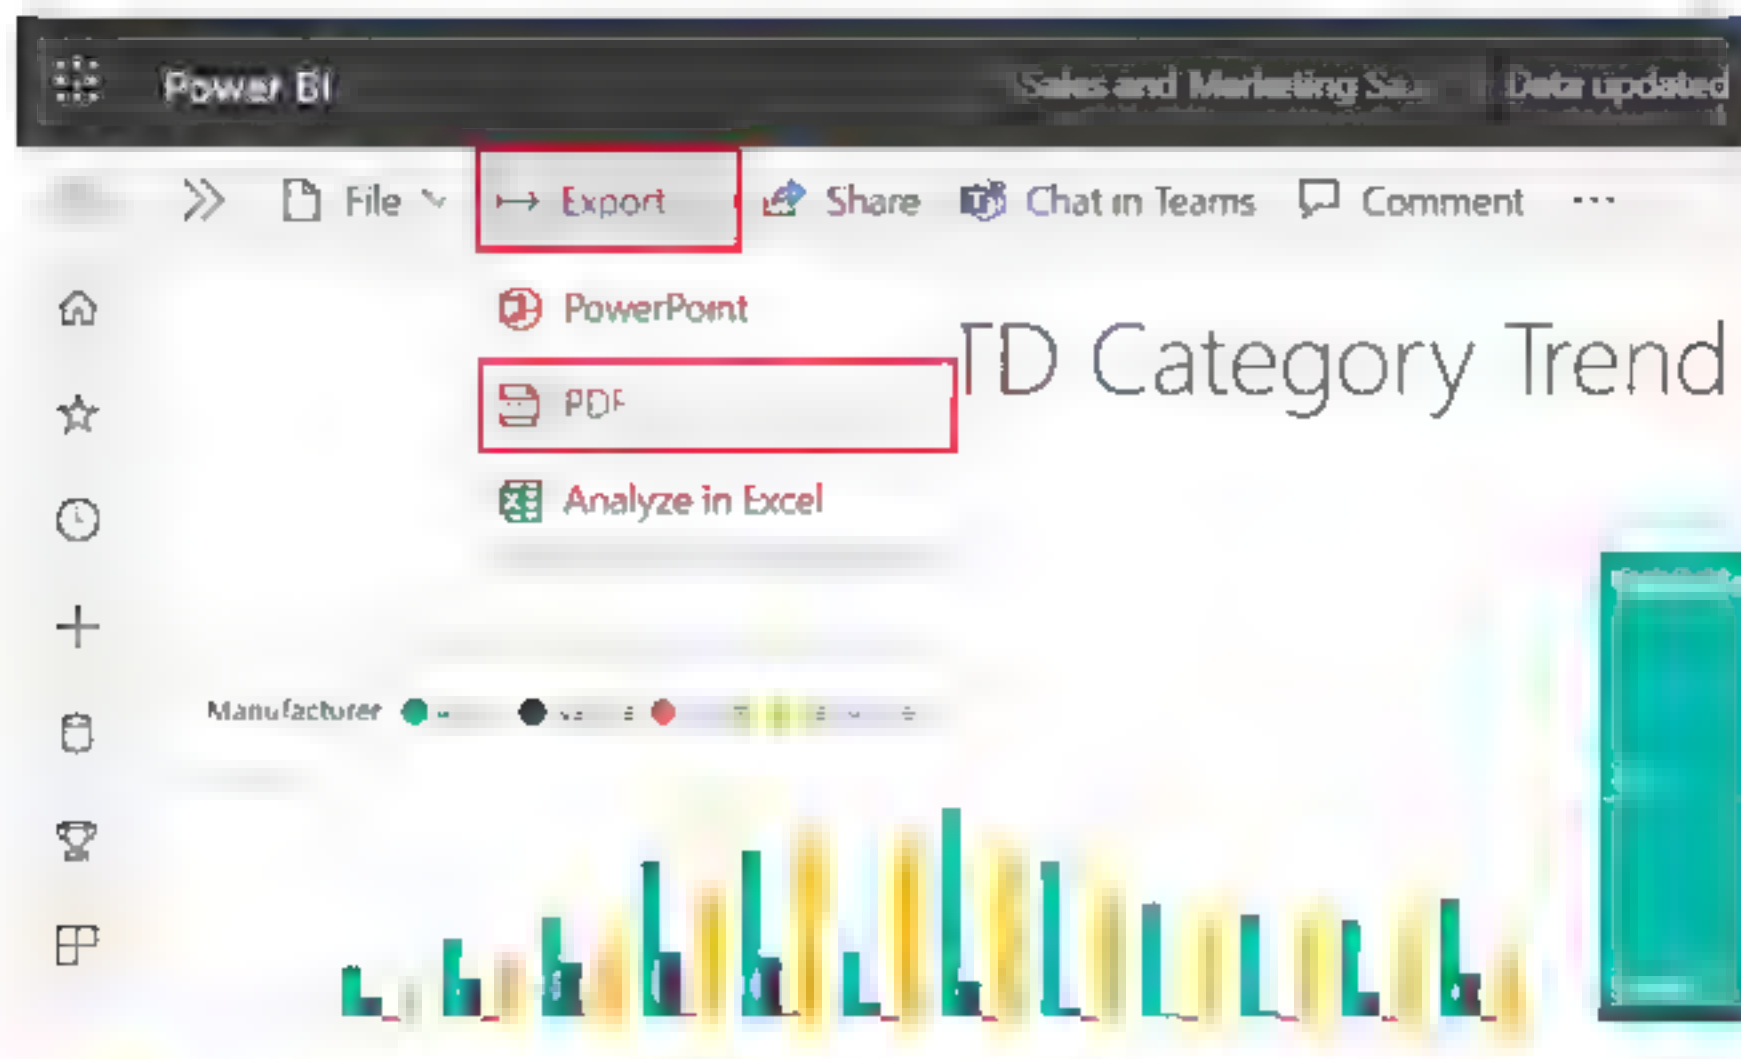 Power BI Sales and Marketing Sa... Data updated
File Export Share Chat in Teams Comment ...
PowerPoint
TD Category Trend
PDF
Analyze in Excel
Manufacturer